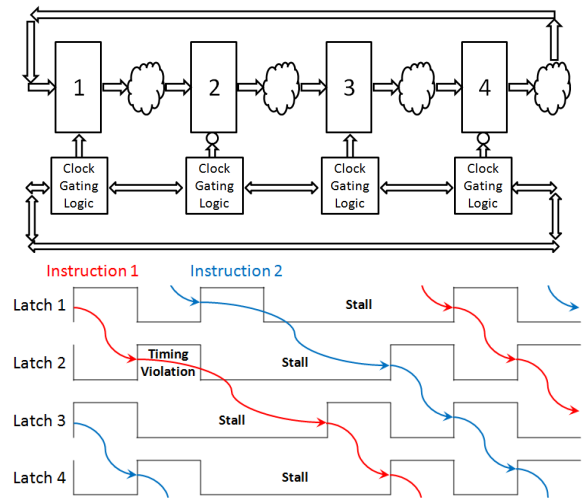 1
2
3
4
Clock
Gating
Logic
Clock
Gating
Logic
Clock
Gating
Logic
Clock
Gating
Logic
Instruction 1
Instruction 2
Latch 1
Stall
Latch 2
Timing
Violation
Stall
Latch 3
Stall
Latch 4
Stall